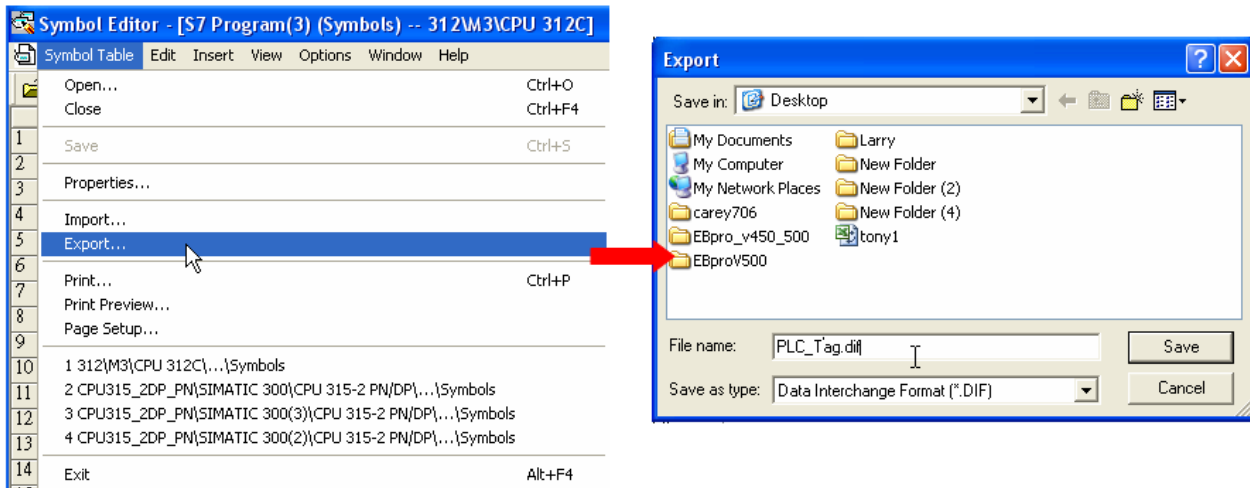 Symbol Editor - [S7 Program(3) (Symbols) -- 312\M3\CPU 312C]
Symbol Table Edit Insert View Options Window Help
Open... Ctrl+O
Close Ctrl+F4
1
Save Ctrl+S
2
Properties...
3
4
Import...
5
Export...
6
Print... Ctrl+P
7
Print Preview...
8
Page Setup...
9
10 1 312\M3\CPU 312C\...\Symbols
11 2 CPU315_2DP_PN\SIMATIC 300\CPU 315-2 PN/DP\...\Symbols
12 3 CPU315_2DP_PN\SIMATIC 300(3)\CPU 315-2 PN/DP\...\Symbols
13 4 CPU315_2DP_PN\SIMATIC 300(2)\CPU 315-2 PN/DP\...\Symbols
14 Exit Alt+F4
Export
Save in: Desktop
My Documents
My Computer
My Network Places
carey706
EBpro_v450_500
EBproV500
Larry
New Folder
New Folder (2)
New Folder (4)
tony1
File name: PLC_Tag.dif
Save
Save as type: Data Interchange Format (*.DIF)
Cancel